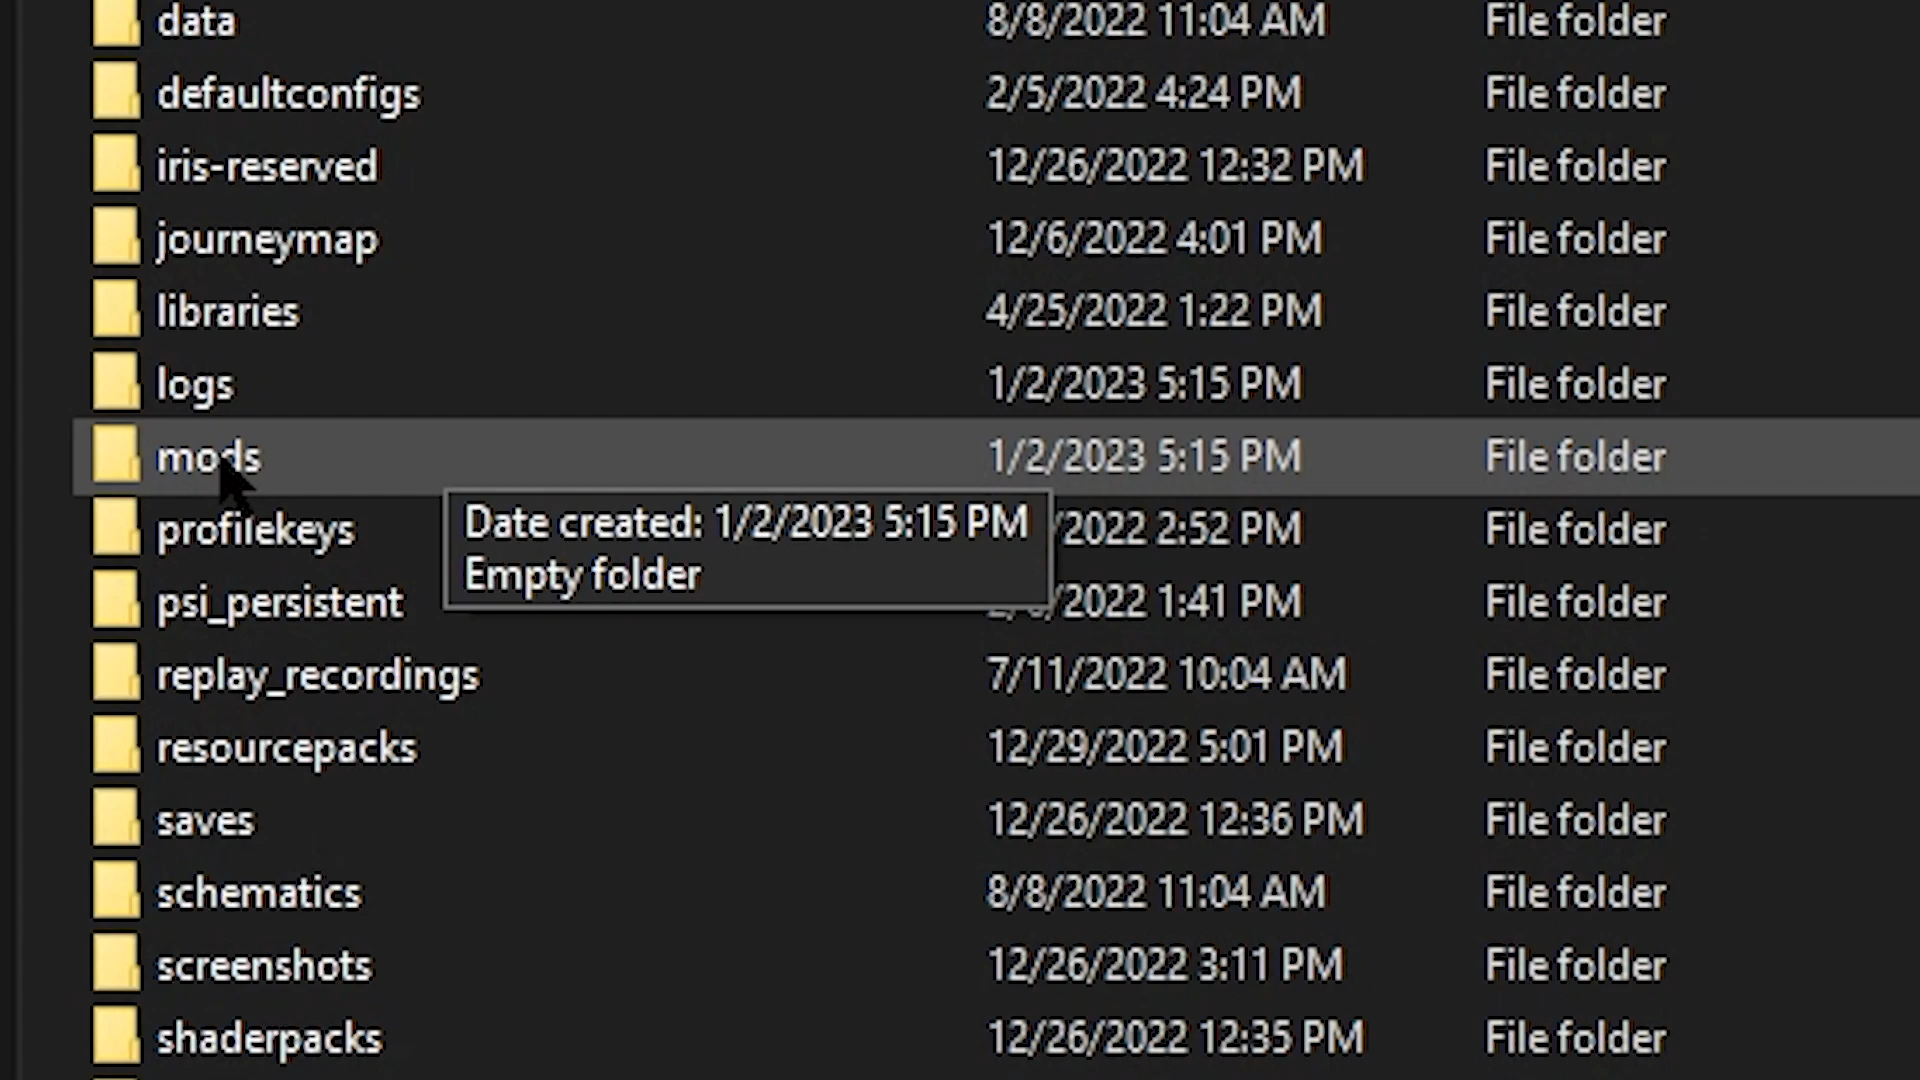 data 8/8/2022 11:04 AM File folder
defaultconfigs 2/5/2022 4:24 PM File folder
iris-reserved 12/26/2022 12:32 PM File folder
journeymap 12/6/2022 4:01 PM File folder
libraries 4/25/2022 1:22 PM File folder
logs 1/2/2023 5:15 PM File folder
mods 1/2/2023 5:15 PM File folder
Date created: 1/2/2023 5:15 PM
Empty folder
profilekeys /2022 2:52 PM File folder
psi_persistent /2022 1:41 PM File folder
replay_recordings 7/11/2022 10:04 AM File folder
resourcepacks 12/29/2022 5:01 PM File folder
saves 12/26/2022 12:36 PM File folder
schematics 8/8/2022 11:04 AM File folder
screenshots 12/26/2022 3:11 PM File folder
shaderpacks 12/26/2022 12:35 PM File folder